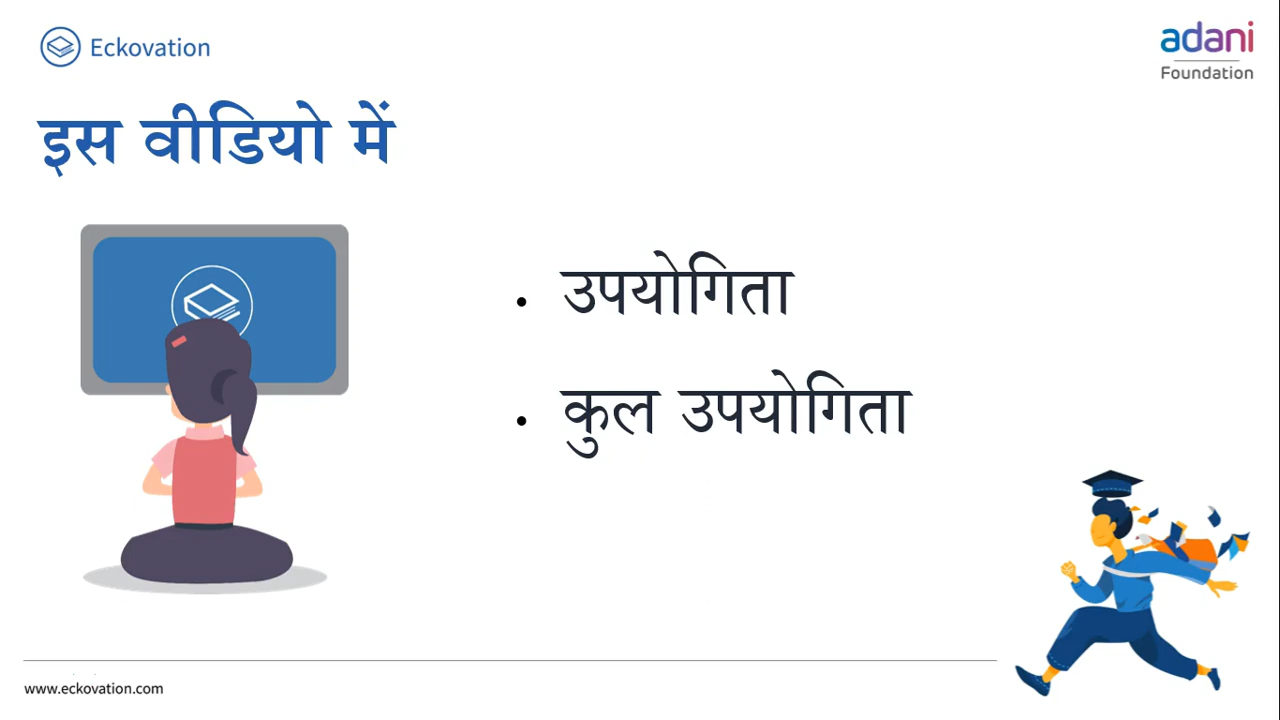 Eckovation
adani
Foundation
इस वीडियो में
• उपयोगिता
• कुल उपयोगिता
www.eckovation.com